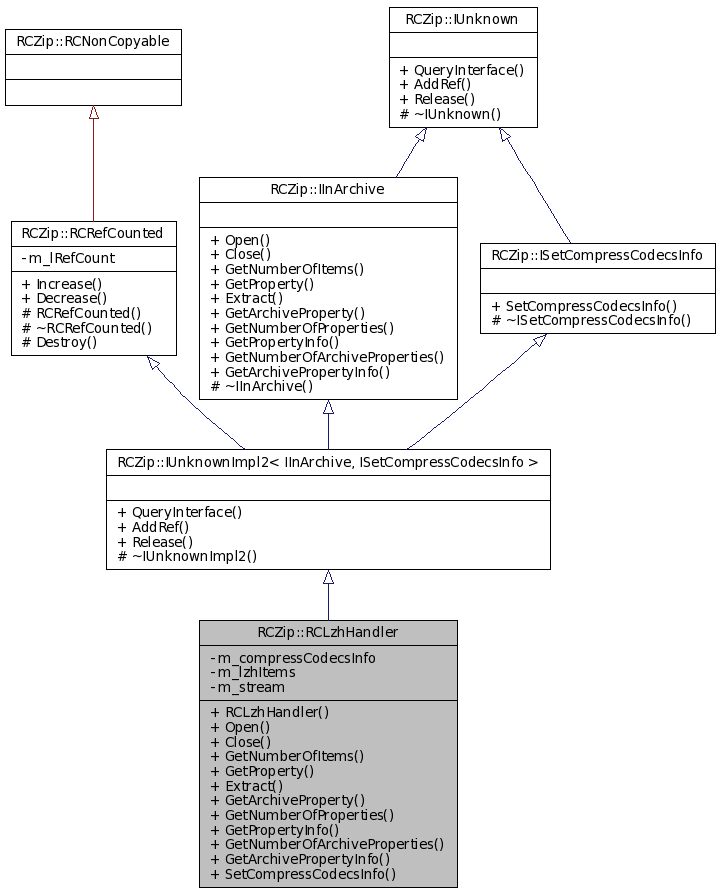 RCZip::RCNonCopyable
RCZip::IUnknown
+ QueryInterface()
+ AddRef()
+ Release()
# ~IUnknown()
RCZip::RCRefCounted
- m_lRefCount
+ Increase()
+ Decrease()
# RCRefCounted()
# ~RCRefCounted()
# Destroy()
RCZip::IInArchive
+ Open()
+ Close()
+ GetNumberOfItems()
+ GetProperty()
+ Extract()
+ GetArchiveProperty()
+ GetNumberOfProperties()
+ GetPropertyInfo()
+ GetNumberOfArchiveProperties()
+ GetArchivePropertyInfo()
# ~IInArchive()
RCZip::ISetCompressCodecsInfo
+ SetCompressCodecsInfo()
# ~ISetCompressCodecsInfo()
RCZip::IUnknownImpl2< IInArchive, ISetCompressCodecsInfo >
+ QueryInterface()
+ AddRef()
+ Release()
# ~IUnknownImpl2()
RCZip::RCLzhHandler
- m_compressCodecsInfo
- m_lzhItems
- m_stream
+ RCLzhHandler()
+ Open()
+ Close()
+ GetNumberOfItems()
+ GetProperty()
+ Extract()
+ GetArchiveProperty()
+ GetNumberOfProperties()
+ GetPropertyInfo()
+ GetNumberOfArchiveProperties()
+ GetArchivePropertyInfo()
+ SetCompressCodecsInfo()